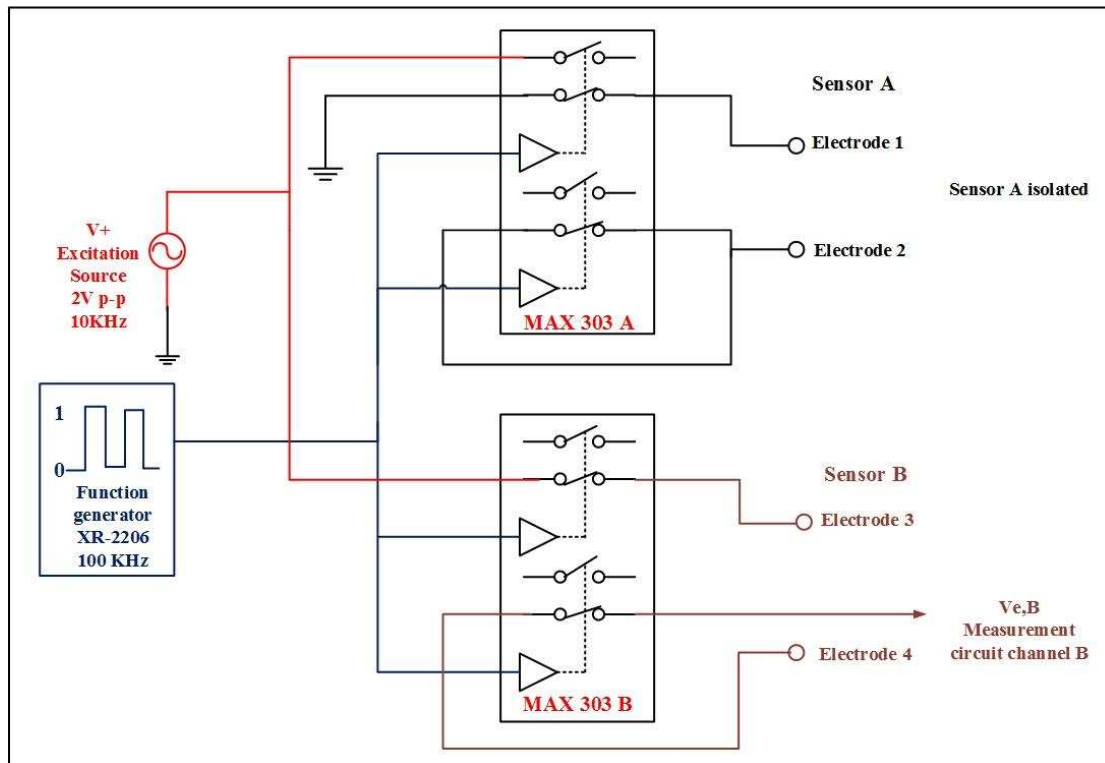 Sensor A
Electrode 1
Sensor A isolated
V+
Excitation
Source
2V p-p
10KHz
Electrode 2
MAX 303 A
1
0
Function
generator
XR-2206
100 KHz
Sensor B
Electrode 3
Ve,B
Measurement
circuit channel B
Electrode 4
MAX 303 B